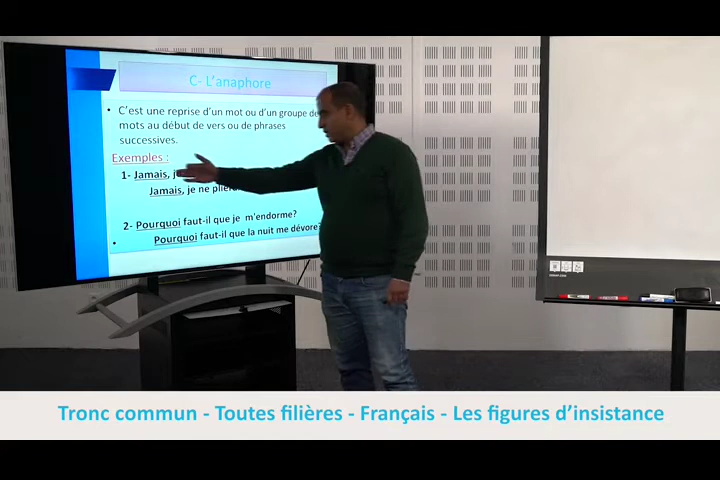 C- L'anaphore
• C'est une reprise d'un mot ou d'un groupe de
mots au début de vers ou de phrases
successives.
Exemples :
1- Jamais,
Jamais, je ne
2- Pourquoi faut-il que je m'endorme?
• Pourquoi faut-il que la nuit me dévore?
Tronc commun - Toutes filières - Français - Les figures d'insistance